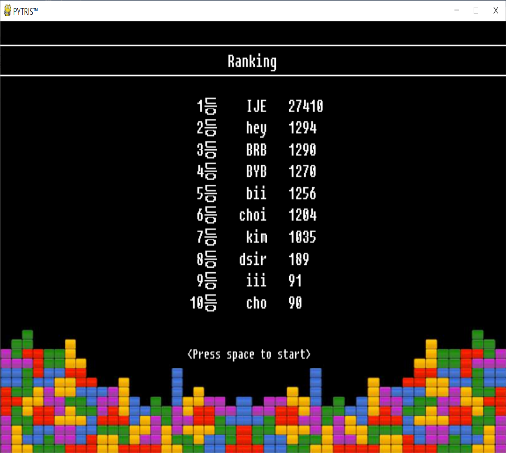 PYTRIS™
Ranking
1등 IJE 27410
2등 hey 1294
3등 BRB 1290
4등 BYB 1270
5등 bii 1256
6등 choi 1204
7등 kim 1035
8등 dsir 189
9등 iii 91
10등 cho 90
<Press space to start>